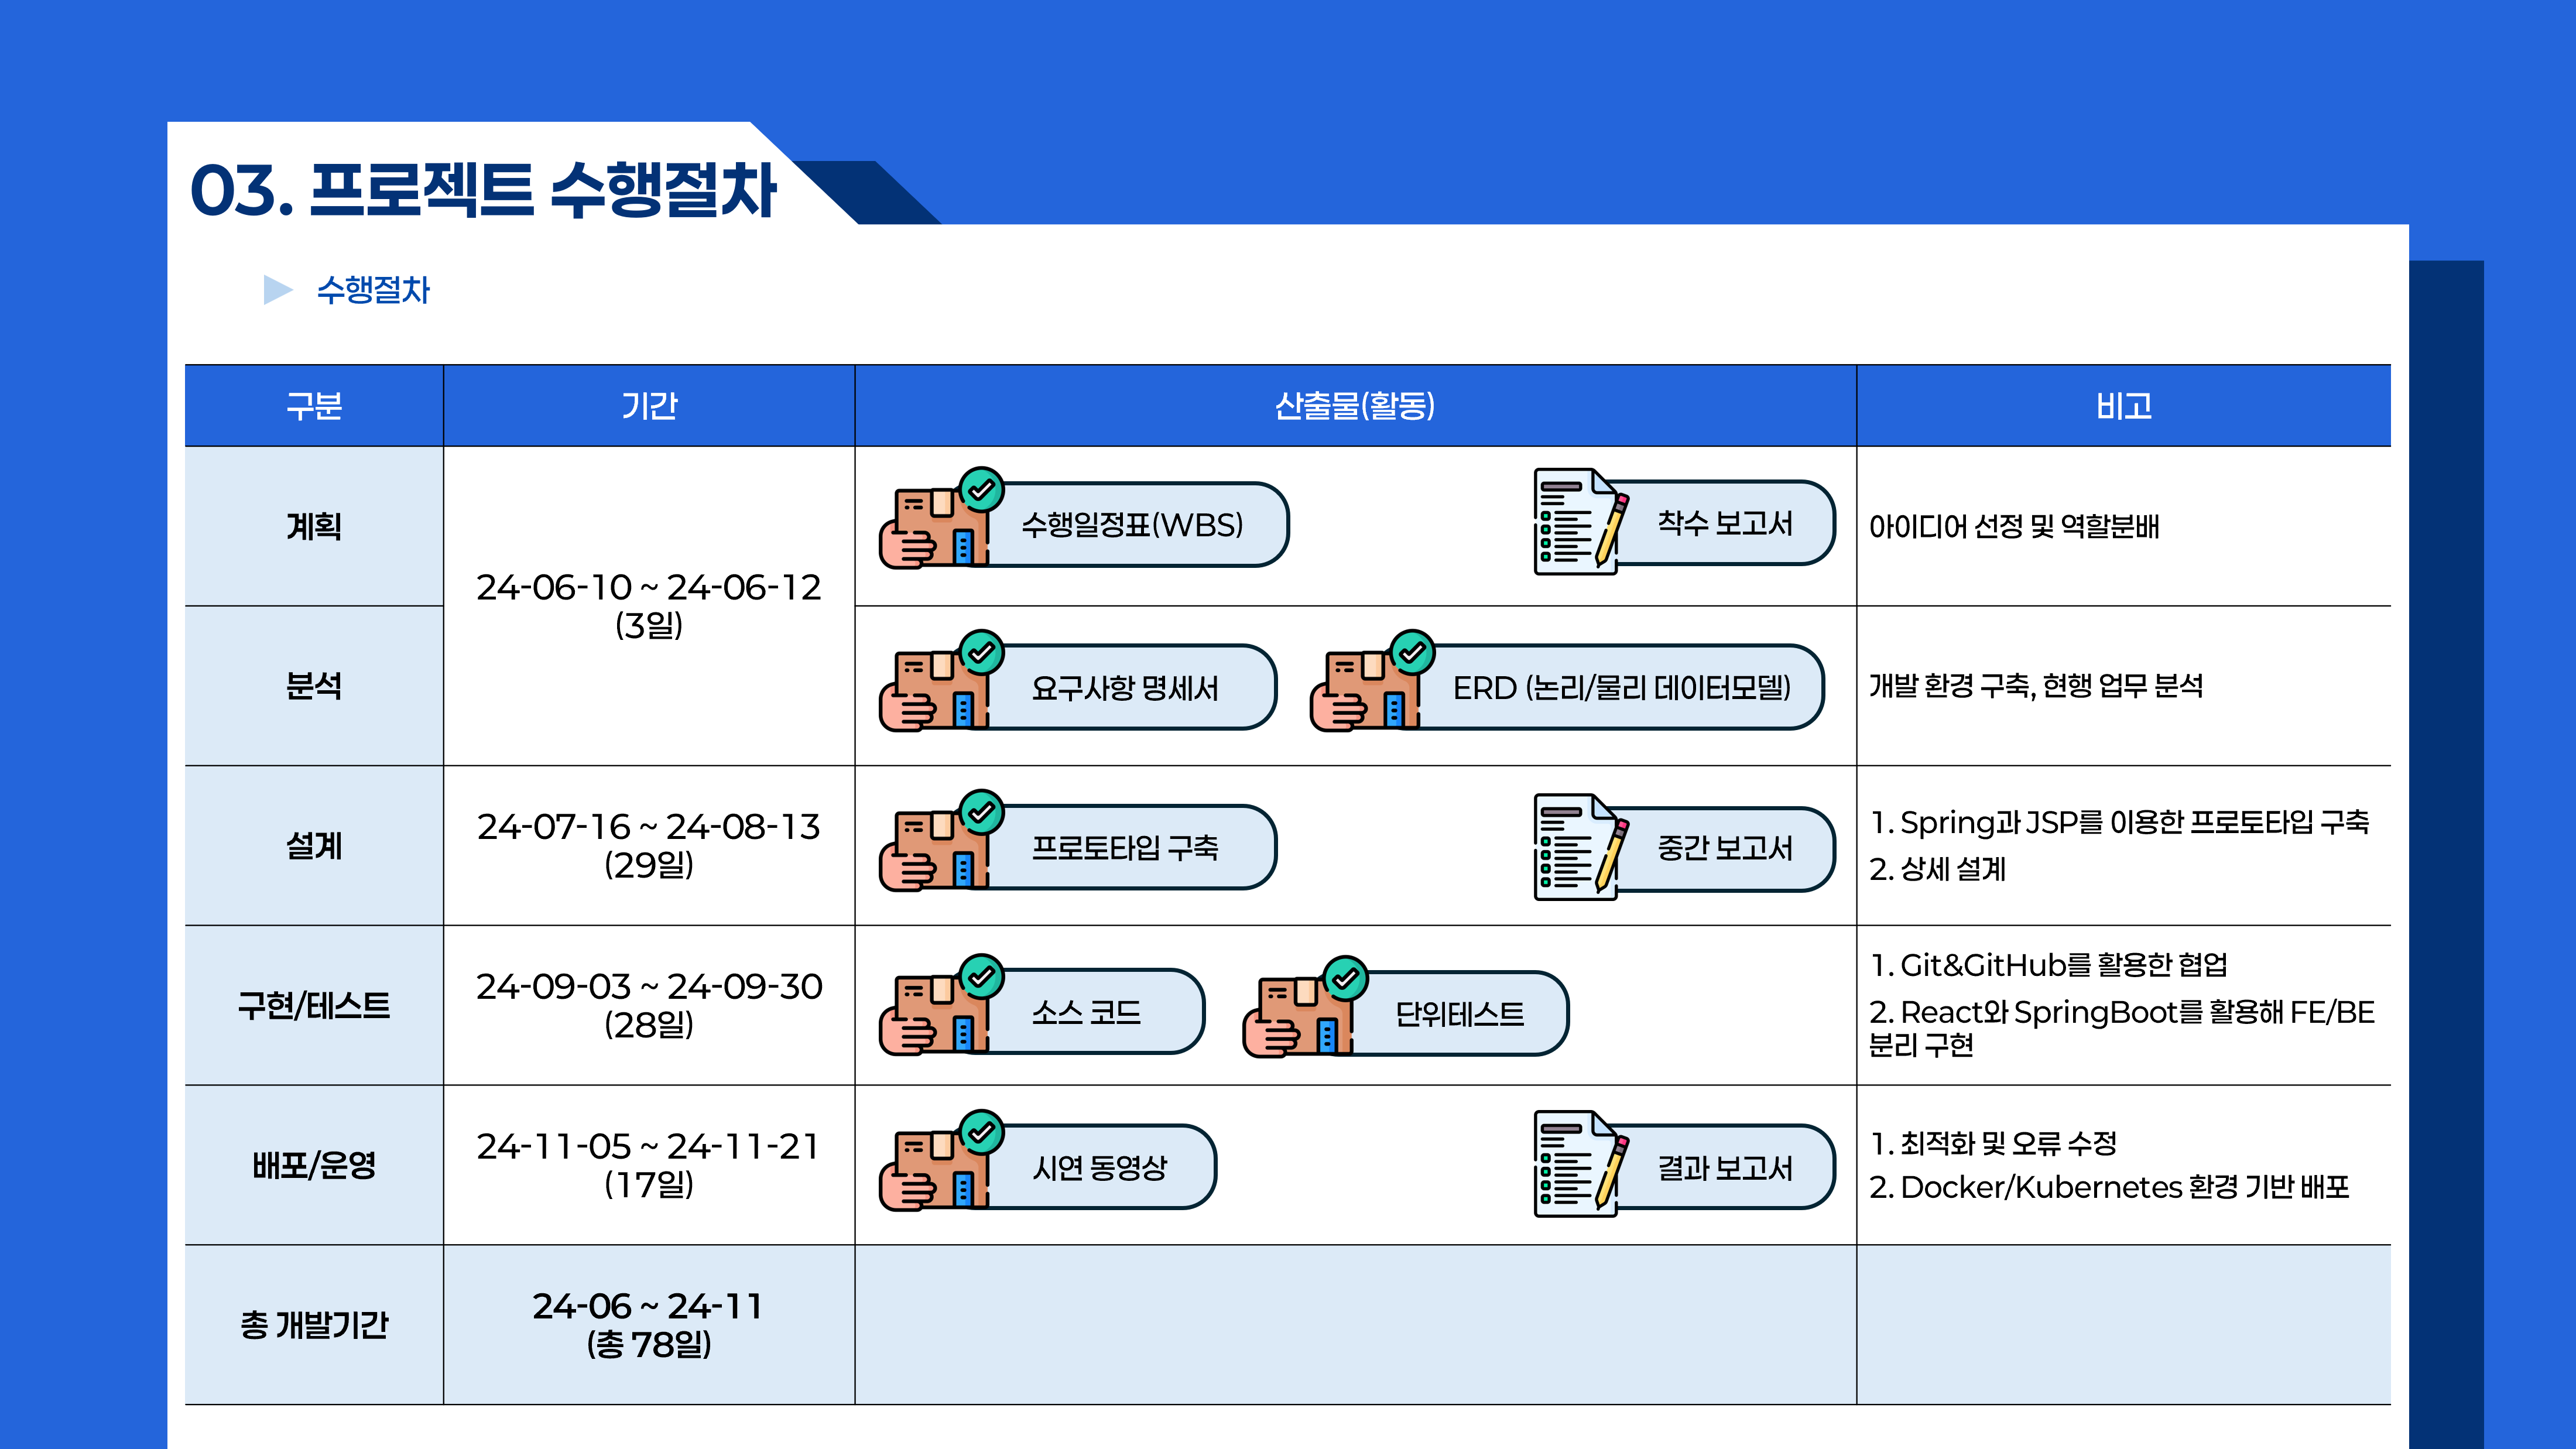 03. 프로젝트 수행절차
수행절차
구분 기간 산출물(활동) 비고
계획
24-06-10 ~ 24-06-12
(3일)
수행일정표(WBS)
착수 보고서
아이디어 선정 및 역할분배
분석
요구사항 명세서
ERD (논리/물리 데이터모델)
개발 환경 구축, 현행 업무 분석
설계
24-07-16 ~ 24-08-13
(29일)
프로토타입 구축
중간 보고서
1. Spring과 JSP를 이용한 프로토타입 구축
2. 상세 설계
구현/테스트
24-09-03 ~ 24-09-30
(28일)
소스 코드
단위테스트
1. Git&GitHub를 활용한 협업
2. React와 SpringBoot를 활용해 FE/BE
분리 구현
배포/운영
24-11-05 ~ 24-11-21
(17일)
시연 동영상
결과 보고서
1. 최적화 및 오류 수정
2. Docker/Kubernetes 환경 기반 배포
총 개발기간
24-06 ~ 24-11
(총 78일)